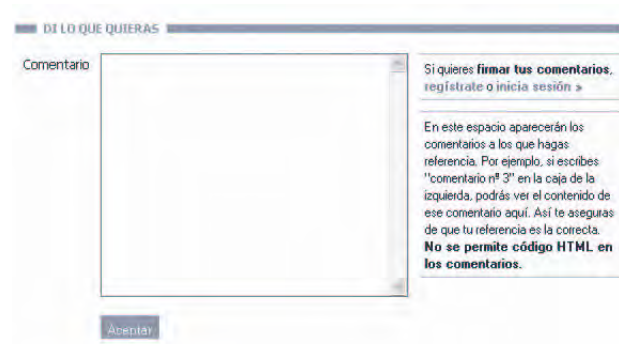 DI LO QUE QUIERAS
Comentario
Si quieres firmar tus comentarios,
regístrate o inicia sesión »
En este espacio aparecerán los
comentarios a los que hagas
referencia. Por ejemplo, si escribes
"comentario nº 3" en la caja de la
izquierda, podrás ver el contenido de
ese comentario aquí. Así te aseguras
de que tu referencia es la correcta.
No se permite código HTML en
los comentarios.
Aceptar